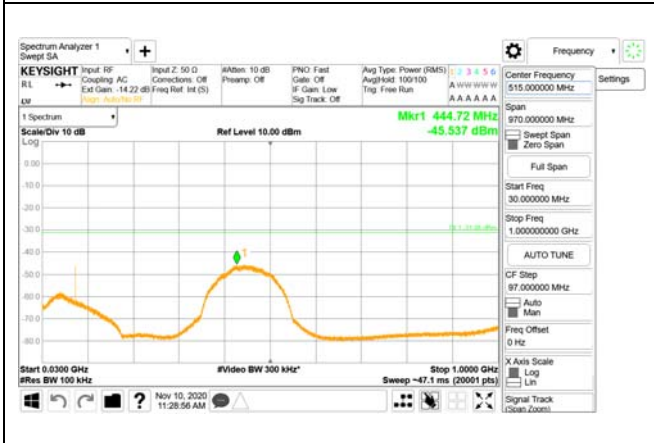 Spectrum Analyzer 1
Swept SA
+
Frequency
KEYSIGHT
Input: RF
Coupling: AC
Ext Gain: -14.22 dB
Align: Auto/No RF
RL
Input Z: 50 Ω
Corrections: Off
Freq Ref: Int (S)
#Atten: 10 dB
Preamp: Off
PNO: Fast
Gate: Off
IF Gain: Low
Sig Track: Off
Avg Type: Power (RMS)
Avg|Hold: 100/100
Trig: Free Run
1 2 3 4 5 6
A W W W W W
A A A A A A
1 Spectrum
Scale/Div 10 dB
Log
Ref Level 10.00 dBm
Mkr1 444.72 MHz
-45.537 dBm
0.00
-10.0
-20.0
-30.0
-40.0
-50.0
-60.0
-70.0
-80.0
1
Start 0.0300 GHz
#Res BW 100 kHz
#Video BW 300 kHz*
Stop 1.0000 GHz
Sweep ~47.1 ms (20001 pts)
?
Nov 10, 2020
11:28:56 AM
Center Frequency
515.000000 MHz
Settings
Span
970.000000 MHz
Swept Span
Zero Span
Full Span
Start Freq
30.000000 MHz
Stop Freq
1.000000000 GHz
AUTO TUNE
CF Step
97.000000 MHz
Auto
Man
Freq Offset
0 Hz
X Axis Scale
Log
Lin
Signal Track
(Span Zoom)